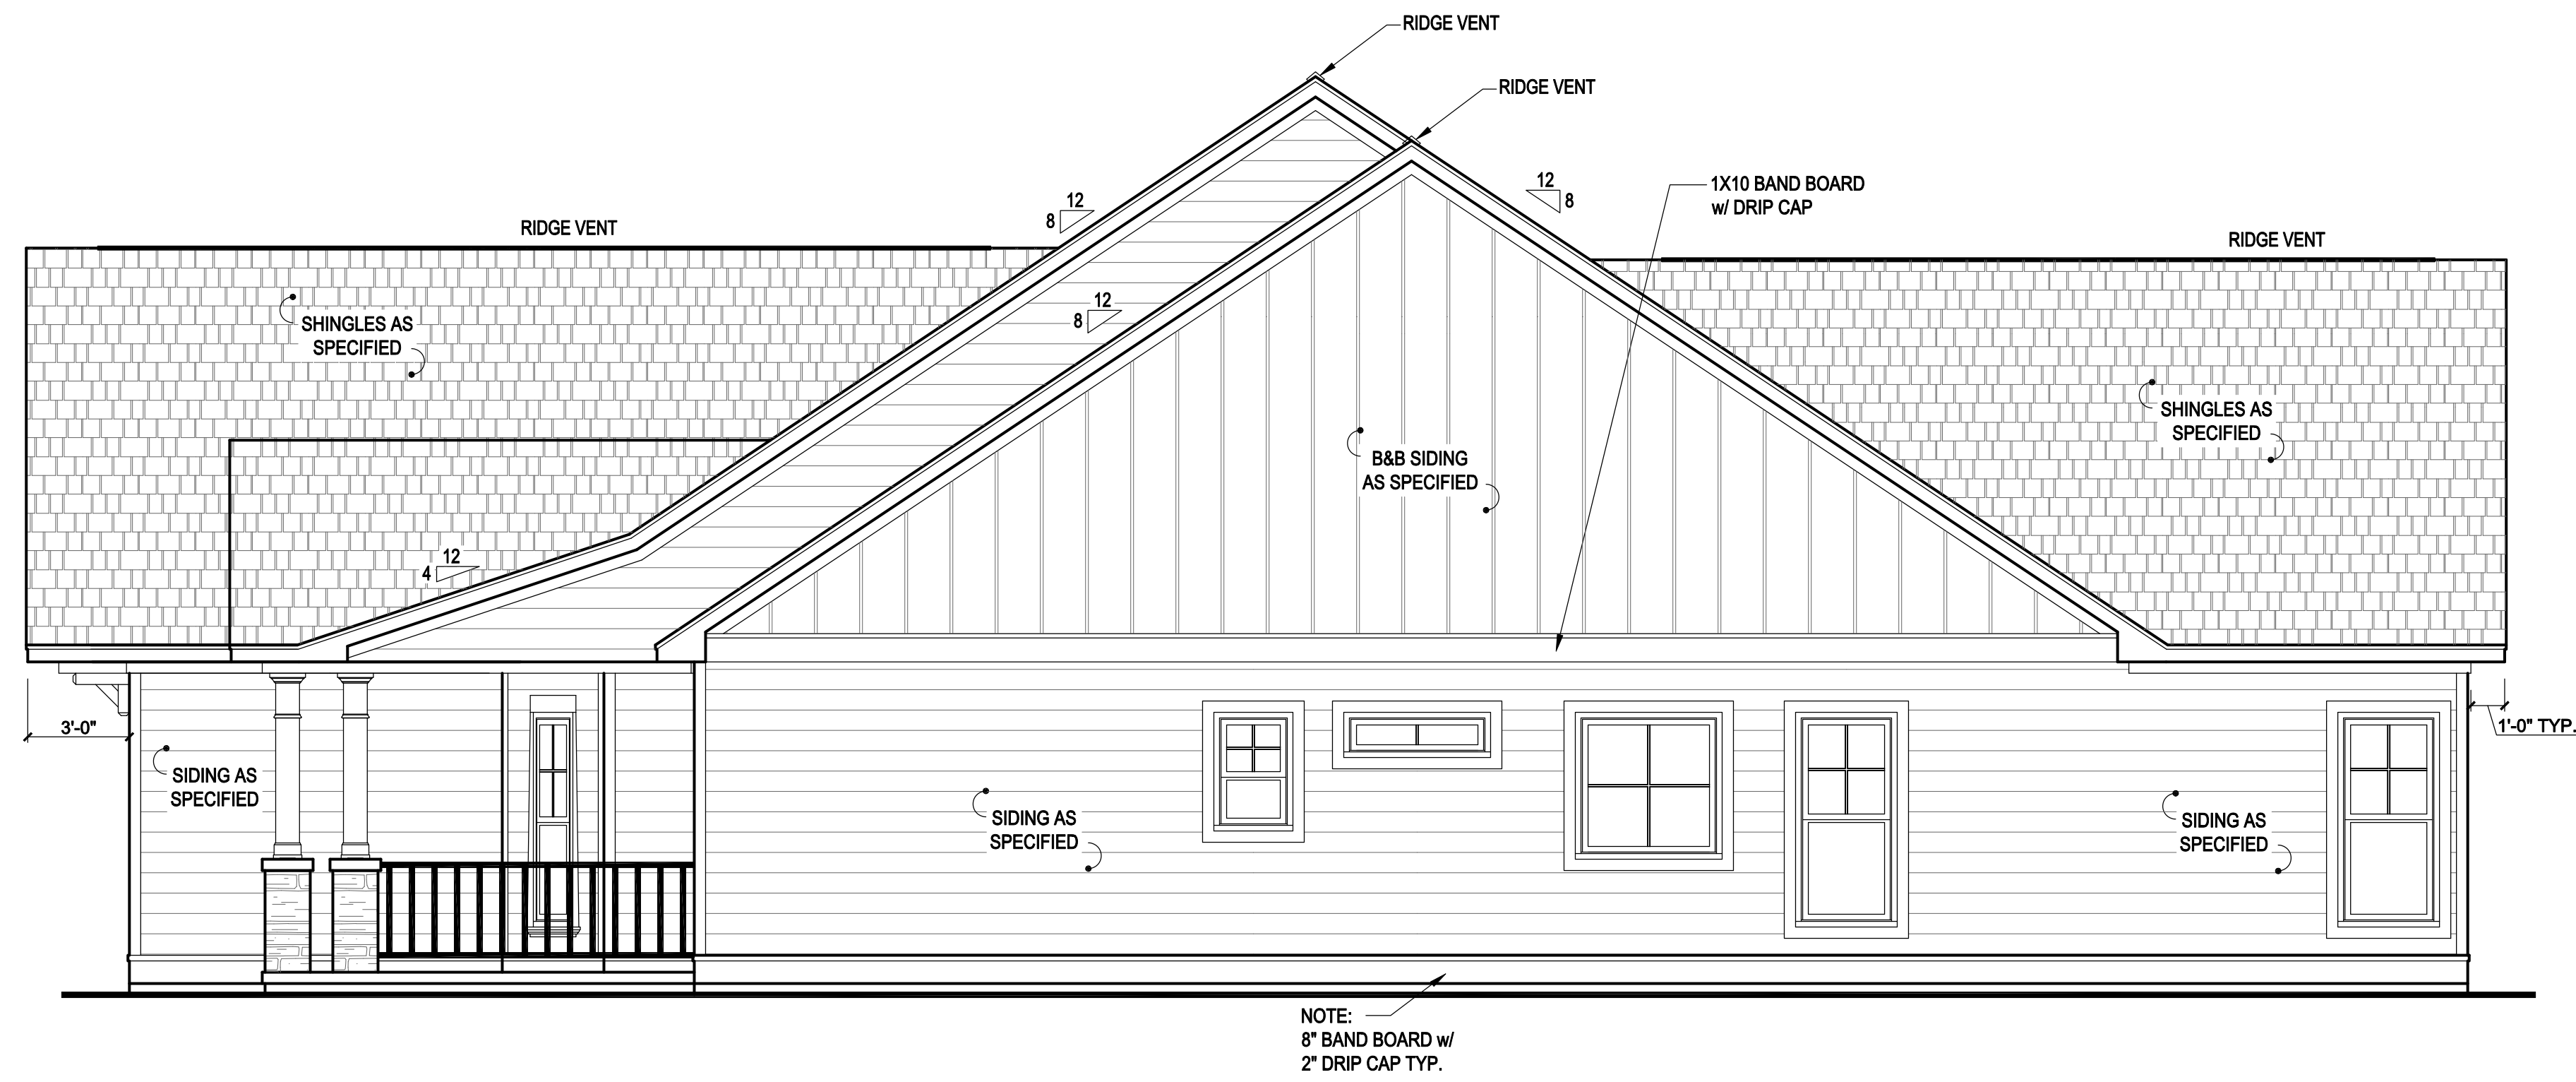 RIDGE VENT
RIDGE VENT
12
8
12
8
1X10 BAND BOARD
w/ DRIP CAP
RIDGE VENT
RIDGE VENT
12
8
SHINGLES AS
SPECIFIED
SHINGLES AS
SPECIFIED
B&B SIDING
AS SPECIFIED
12
4
3'-0"
1'-0" TYP.
SIDING AS
SPECIFIED
SIDING AS
SPECIFIED
SIDING AS
SPECIFIED
NOTE:
8" BAND BOARD w/
2" DRIP CAP TYP.